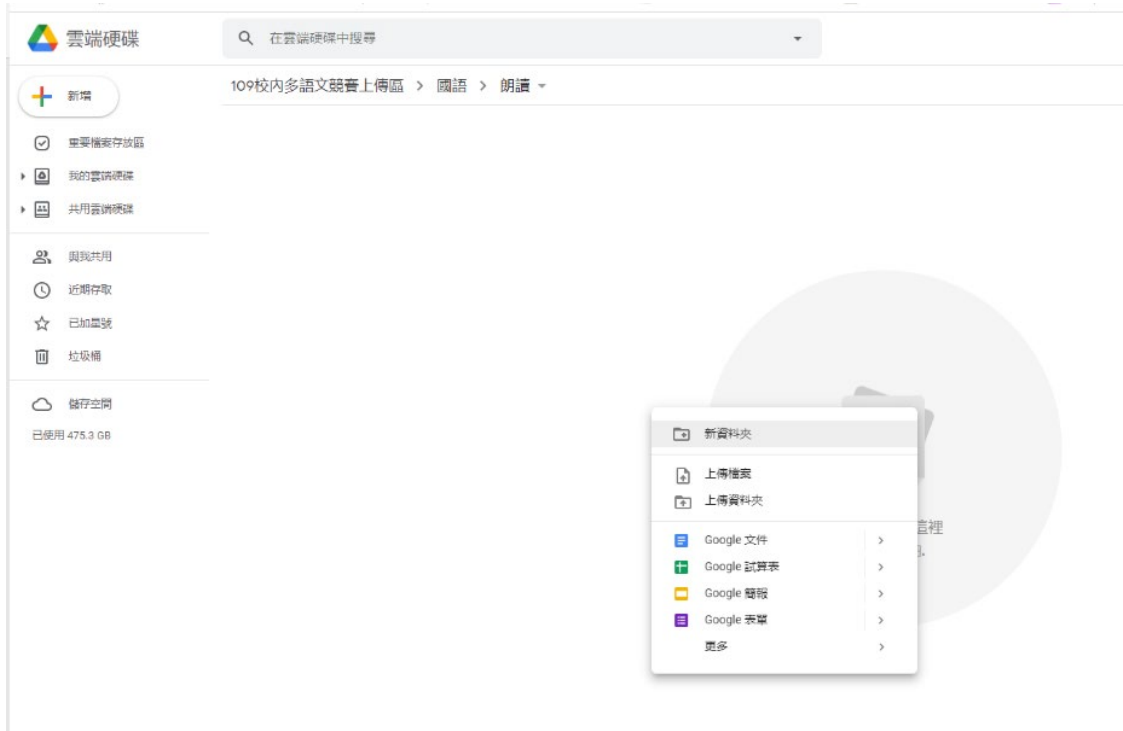 雲端硬碟
在雲端硬碟中搜尋
新增
109校內多語文競賽上傳區 > 國語 > 朗讀
重要檔案存放區
我的雲端硬碟
共用雲端硬碟
與我共用
近期存取
已加星號
垃圾桶
儲存空間
已使用 475.3 GB
新資料夾
上傳檔案
上傳資料夾
這裡
Google 文件
Google 試算表
Google 簡報
Google 表單
更多